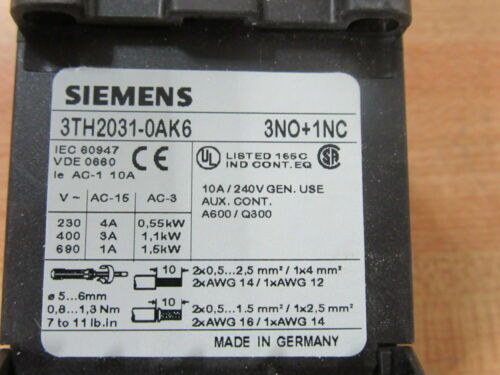 SIEMENS
3TH2031-0AK6 3NO+1NC
IEC 60947
VDE 0660
Ie AC-1 10A
CE
UL LISTED 165C
IND CONT.EQ
SA
V~ AC-15 AC-3
230 4A 0,55kW
400 3A 1,1kW
690 1A 1,5kW
10A / 240V GEN. USE
AUX. CONT.
A600 / Q300
ø 5...6mm
0,8...1,3 Nm
7 to 11 lb.in
10 2x0,5...2,5 mm² / 1x4 mm²
2xAWG 14 / 1xAWG 12
10 2x0,5...1.5 mm² / 1x2,5 mm²
2xAWG 16 / 1xAWG 14
MADE IN GERMANY